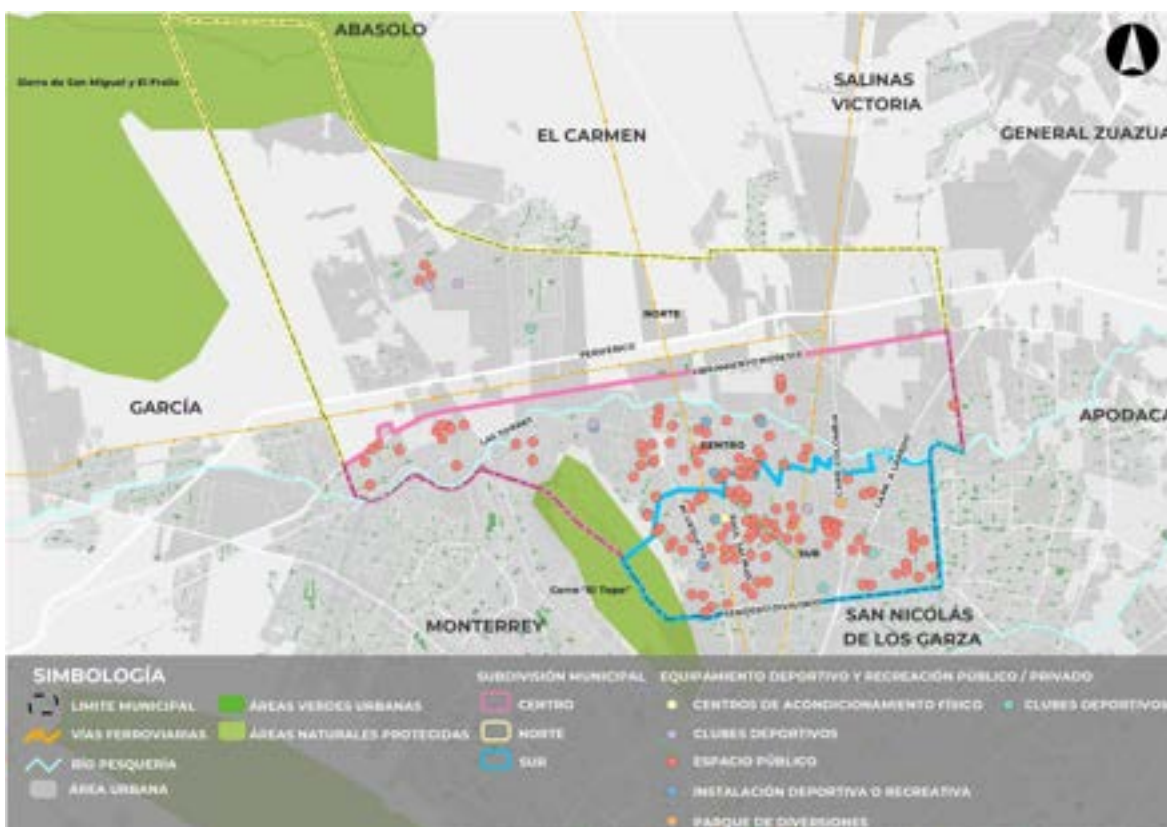 ABASOLO
Sierra de San Miguel y El Fraile
SALINAS
VICTORIA
EL CARMEN
GENERAL ZUAZUA
NORTE
PERIFÉRICO
GARCÍA
LAS TORRES
APODACA
CENTRO
SUR
Cerro "El Topo"
MONTERREY
SAN NICOLÁS
DE LOS GARZA
SIMBOLOGÍA
LIMITE MUNICIPAL
VÍAS FERROVIARIAS
RÍO PESQUERÍA
ÁREA URBANA
ÁREAS VERDES URBANAS
ÁREAS NATURALES PROTEGIDAS
SUBDIVISIÓN MUNICIPAL
CENTRO
NORTE
SUR
EQUIPAMIENTO DEPORTIVO Y RECREACIÓN PÚBLICO / PRIVADO
CENTROS DE ACONDICIONAMIENTO FÍSICO
CLUBES DEPORTIVOS
ESPACIO PÚBLICO
INSTALACIÓN DEPORTIVA O RECREATIVA
PARQUE DE DIVERSIONES
CLUBES DEPORTIVOS